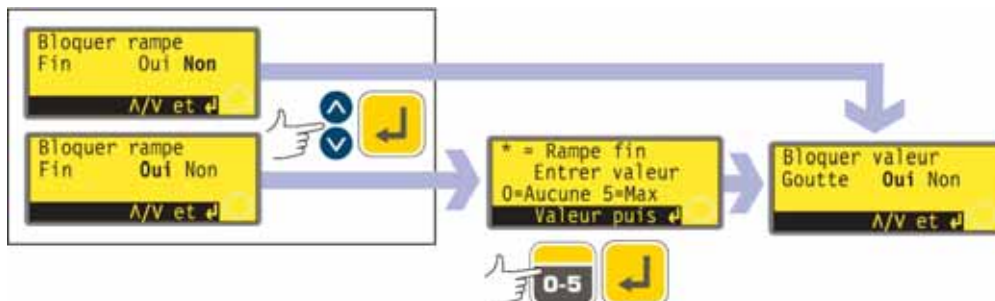 Bloquer rampe
Fin Oui Non
Λ/V et ↲
Bloquer rampe
Fin Oui Non
Λ/V et ↲
* = Rampe fin
Entrer valeur
0=Aucune 5=Max
Valeur puis ↲
0-5
Bloquer valeur
Goutte Oui Non
Λ/V et ↲